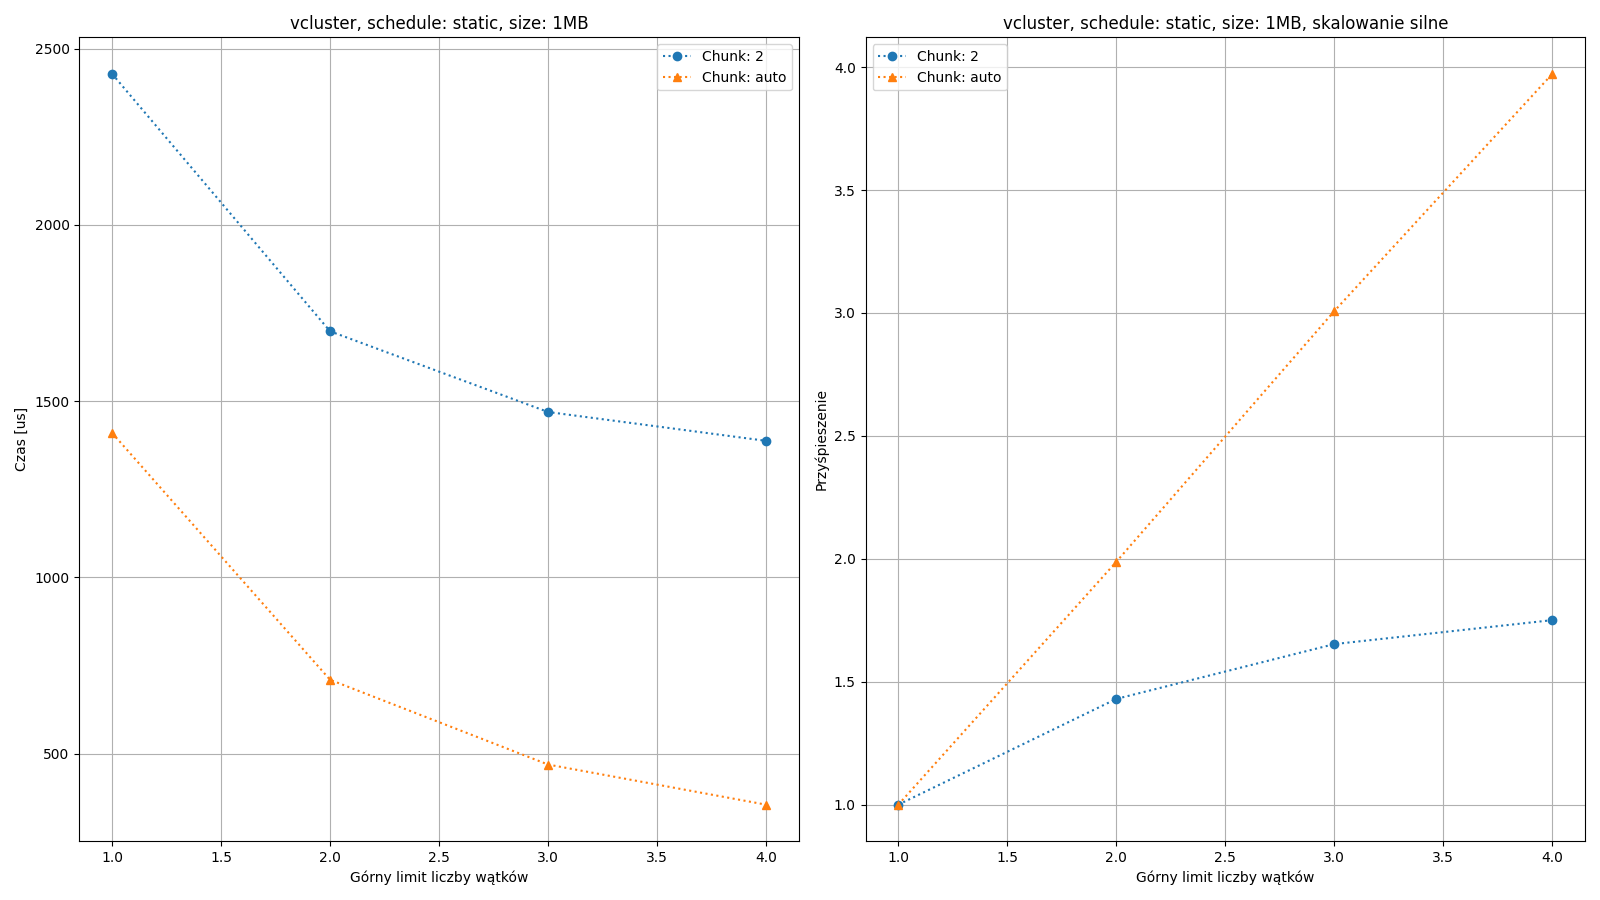 vcluster, schedule: static, size: 1MB
Chunk: 2
Chunk: auto
2500
2000
1500
1000
500
Czas [us]
1.0 1.5 2.0 2.5 3.0 3.5 4.0
Górny limit liczby wątków
vcluster, schedule: static, size: 1MB, skalowanie silne
Chunk: 2
Chunk: auto
4.0
3.5
3.0
2.5
2.0
1.5
1.0
Przyśpieszenie
1.0 1.5 2.0 2.5 3.0 3.5 4.0
Górny limit liczby wątków